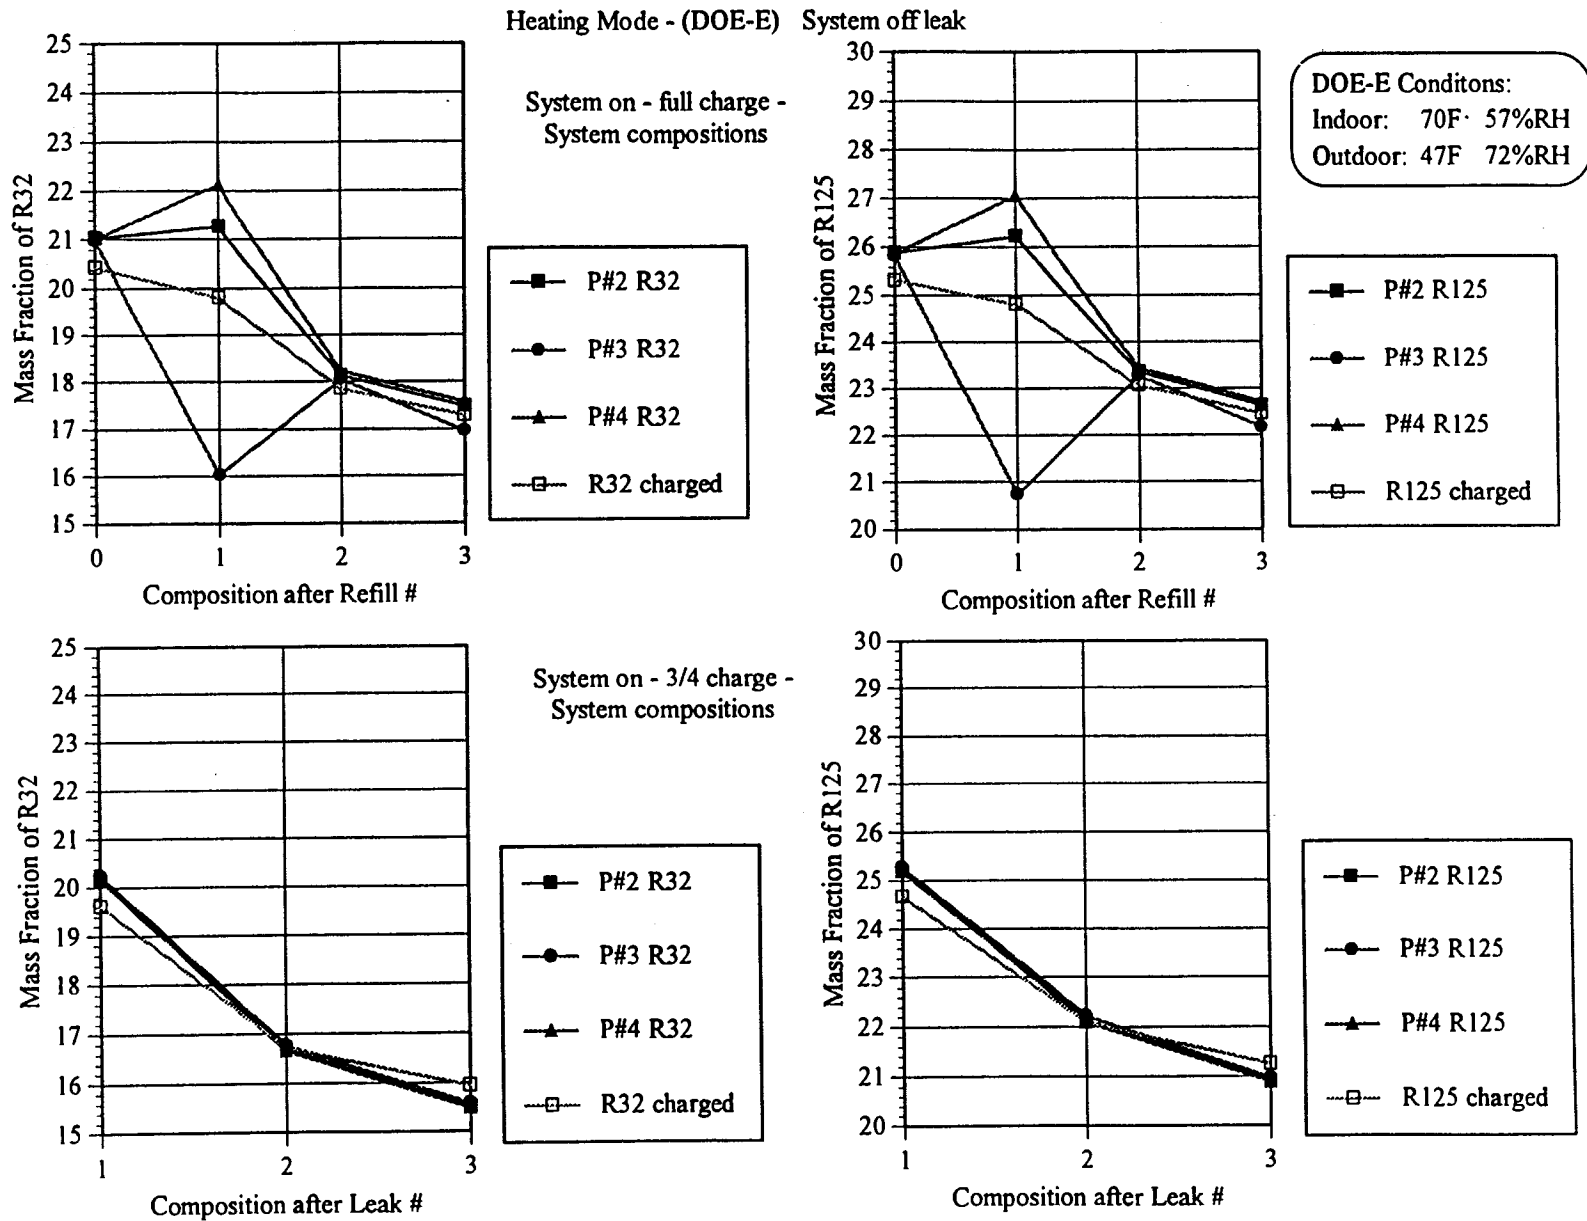 Heating Mode - (DOE-E) System off leak
System on - full charge -
System compositions
DOE-E Conditons:
Indoor: 70F 57%RH
Outdoor: 47F 72%RH
Mass Fraction of R32
25
24
23
22
21
20
19
18
17
16
15
0 1 2 3
Composition after Refill #
P#2 R32
P#3 R32
P#4 R32
R32 charged
Mass Fraction of R125
30
29
28
27
26
25
24
23
22
21
20
0 1 2 3
Composition after Refill #
P#2 R125
P#3 R125
P#4 R125
R125 charged
System on - 3/4 charge -
System compositions
Mass Fraction of R32
25
24
23
22
21
20
19
18
17
16
15
1 2 3
Composition after Leak #
P#2 R32
P#3 R32
P#4 R32
R32 charged
Mass Fraction of R125
30
29
28
27
26
25
24
23
22
21
20
1 2 3
Composition after Leak #
P#2 R125
P#3 R125
P#4 R125
R125 charged